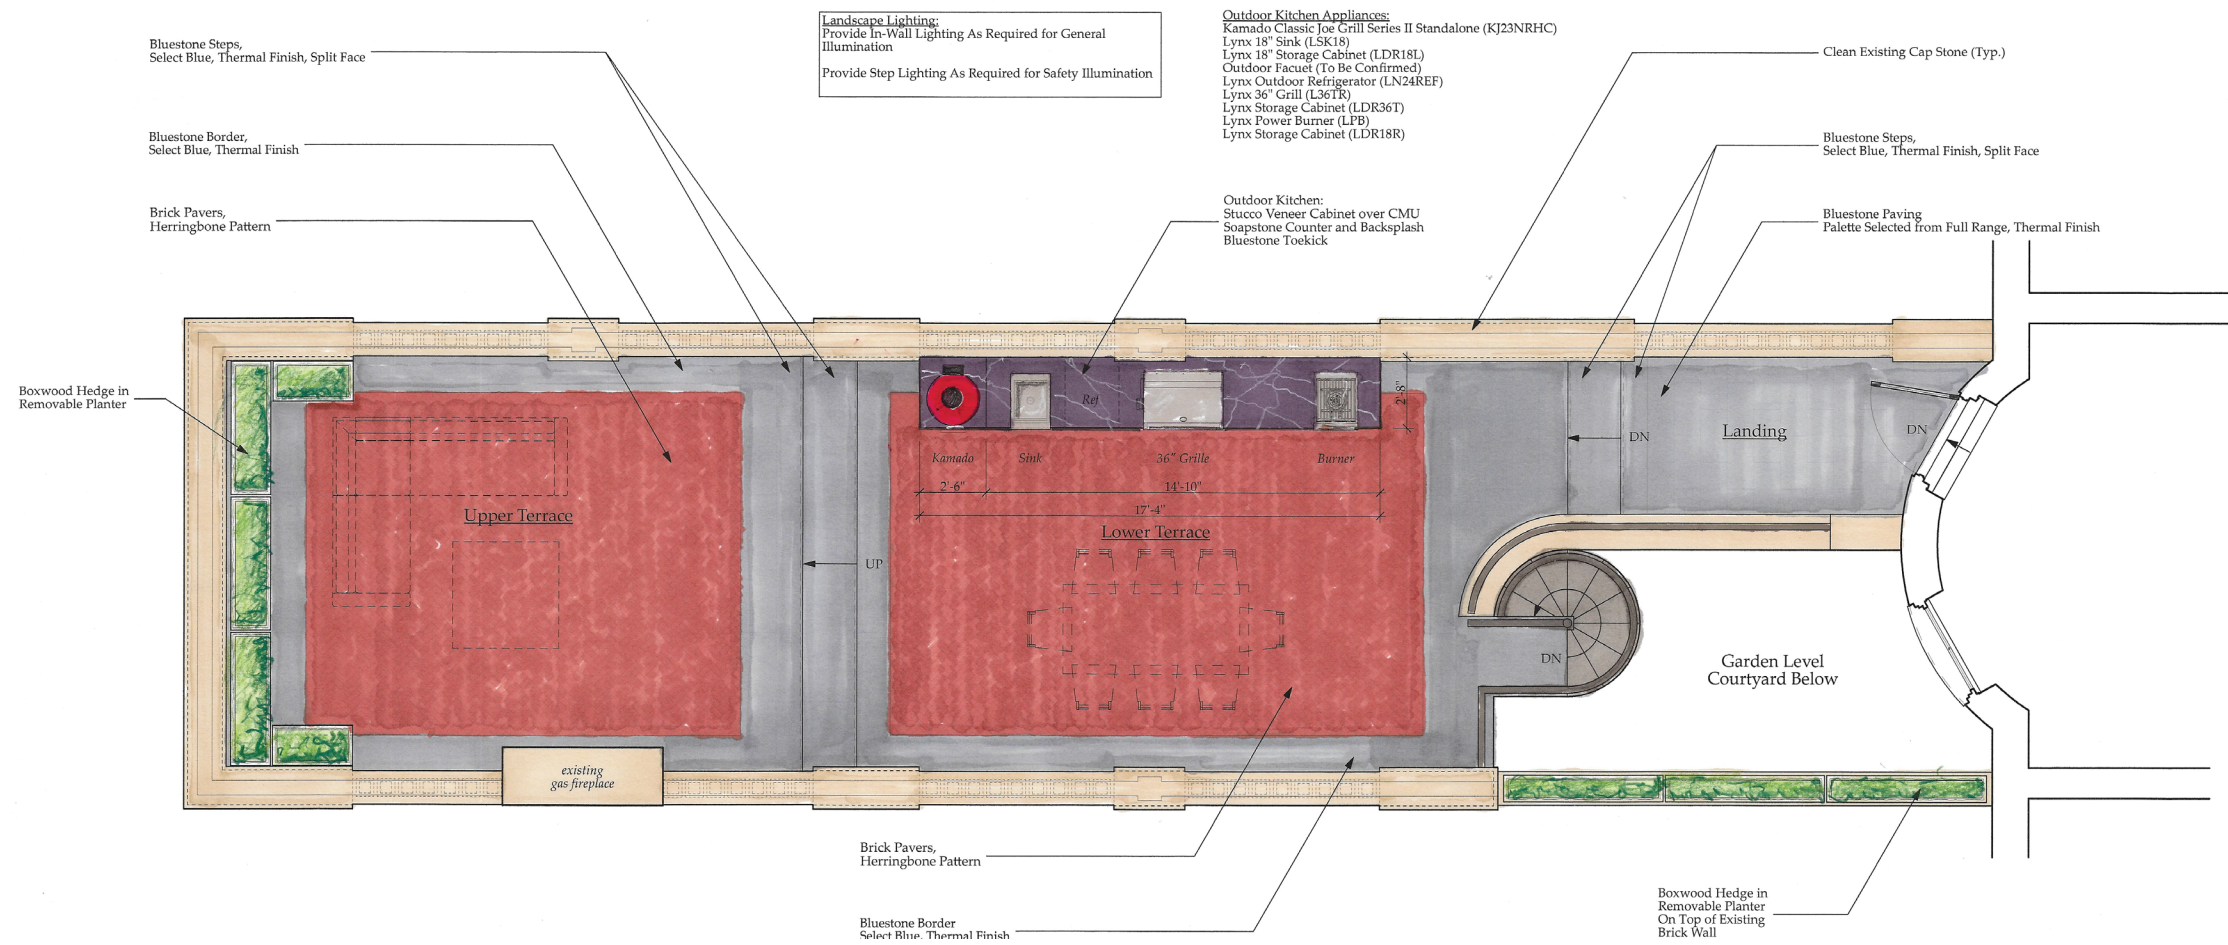 Landscape Lighting:
Provide In-Wall Lighting As Required for General
Illumination
Provide Step Lighting As Required for Safety Illumination
Outdoor Kitchen Appliances:
Kamado Classic Joe Grill Series II Standalone (KJ23NRHC)
Lynx 18" Sink (LSK18)
Lynx 18" Storage Cabinet (LDR18L)
Outdoor Facuet (To Be Confirmed)
Lynx Outdoor Refrigerator (LN24REF)
Lynx 36" Grill (L36TR)
Lynx Storage Cabinet (LDR36T)
Lynx Power Burner (LPB)
Lynx Storage Cabinet (LDR18R)
Bluestone Steps,
Select Blue, Thermal Finish, Split Face
Clean Existing Cap Stone (Typ.)
Bluestone Border,
Select Blue, Thermal Finish
Bluestone Steps,
Select Blue, Thermal Finish, Split Face
Brick Pavers,
Herringbone Pattern
Outdoor Kitchen:
Stucco Veneer Cabinet over CMU
Soapstone Counter and Backsplash
Bluestone Toekick
Bluestone Paving
Palette Selected from Full Range, Thermal Finish
Boxwood Hedge in
Removable Planter
Ref
2'-8"
Kamado
Sink
36" Grille
Burner
DN
Landing
DN
2'-6"
14'-10"
17'-4"
Upper Terrace
Lower Terrace
UP
DN
Garden Level
Courtyard Below
existing
gas fireplace
Brick Pavers,
Herringbone Pattern
Bluestone Border
Select Blue, Thermal Finish
Boxwood Hedge in
Removable Planter
On Top of Existing
Brick Wall